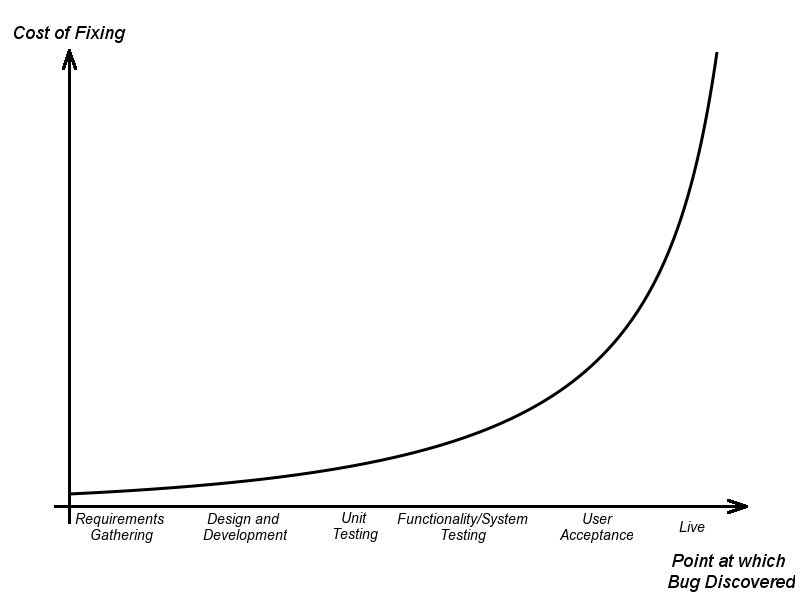 Cost of Fixing
Requirements
Gathering
Design and
Development
Unit
Testing
Functionality/System
Testing
User
Acceptance
Live
Point at which
Bug Discovered